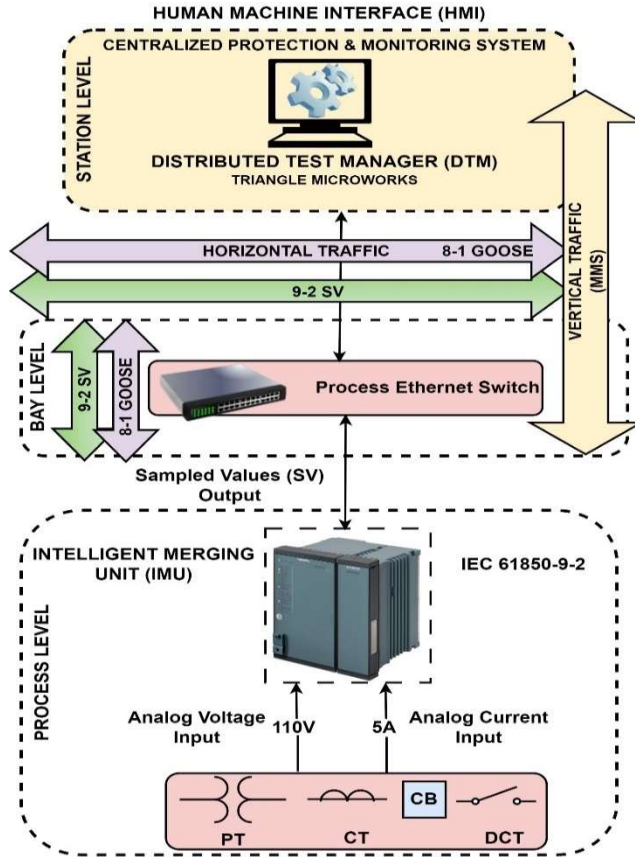 HUMAN MACHINE INTERFACE (HMI)
CENTRALIZED PROTECTION & MONITORING SYSTEM
STATION LEVEL
DISTRIBUTED TEST MANAGER (DTM)
TRIANGLE MICROWORKS
HORIZONTAL TRAFFIC
8-1 GOOSE
9-2 SV
VERTICAL TRAFFIC
(MMS)
BAY LEVEL
9-2 SV
8-1 GOOSE
Process Ethernet Switch
Sampled Values (SV)
Output
PROCESS LEVEL
INTELLIGENT MERGING
UNIT (IMU)
IEC 61850-9-2
Analog Voltage
Input
110V
5A
Analog Current
Input
PT
CT
CB
DCT